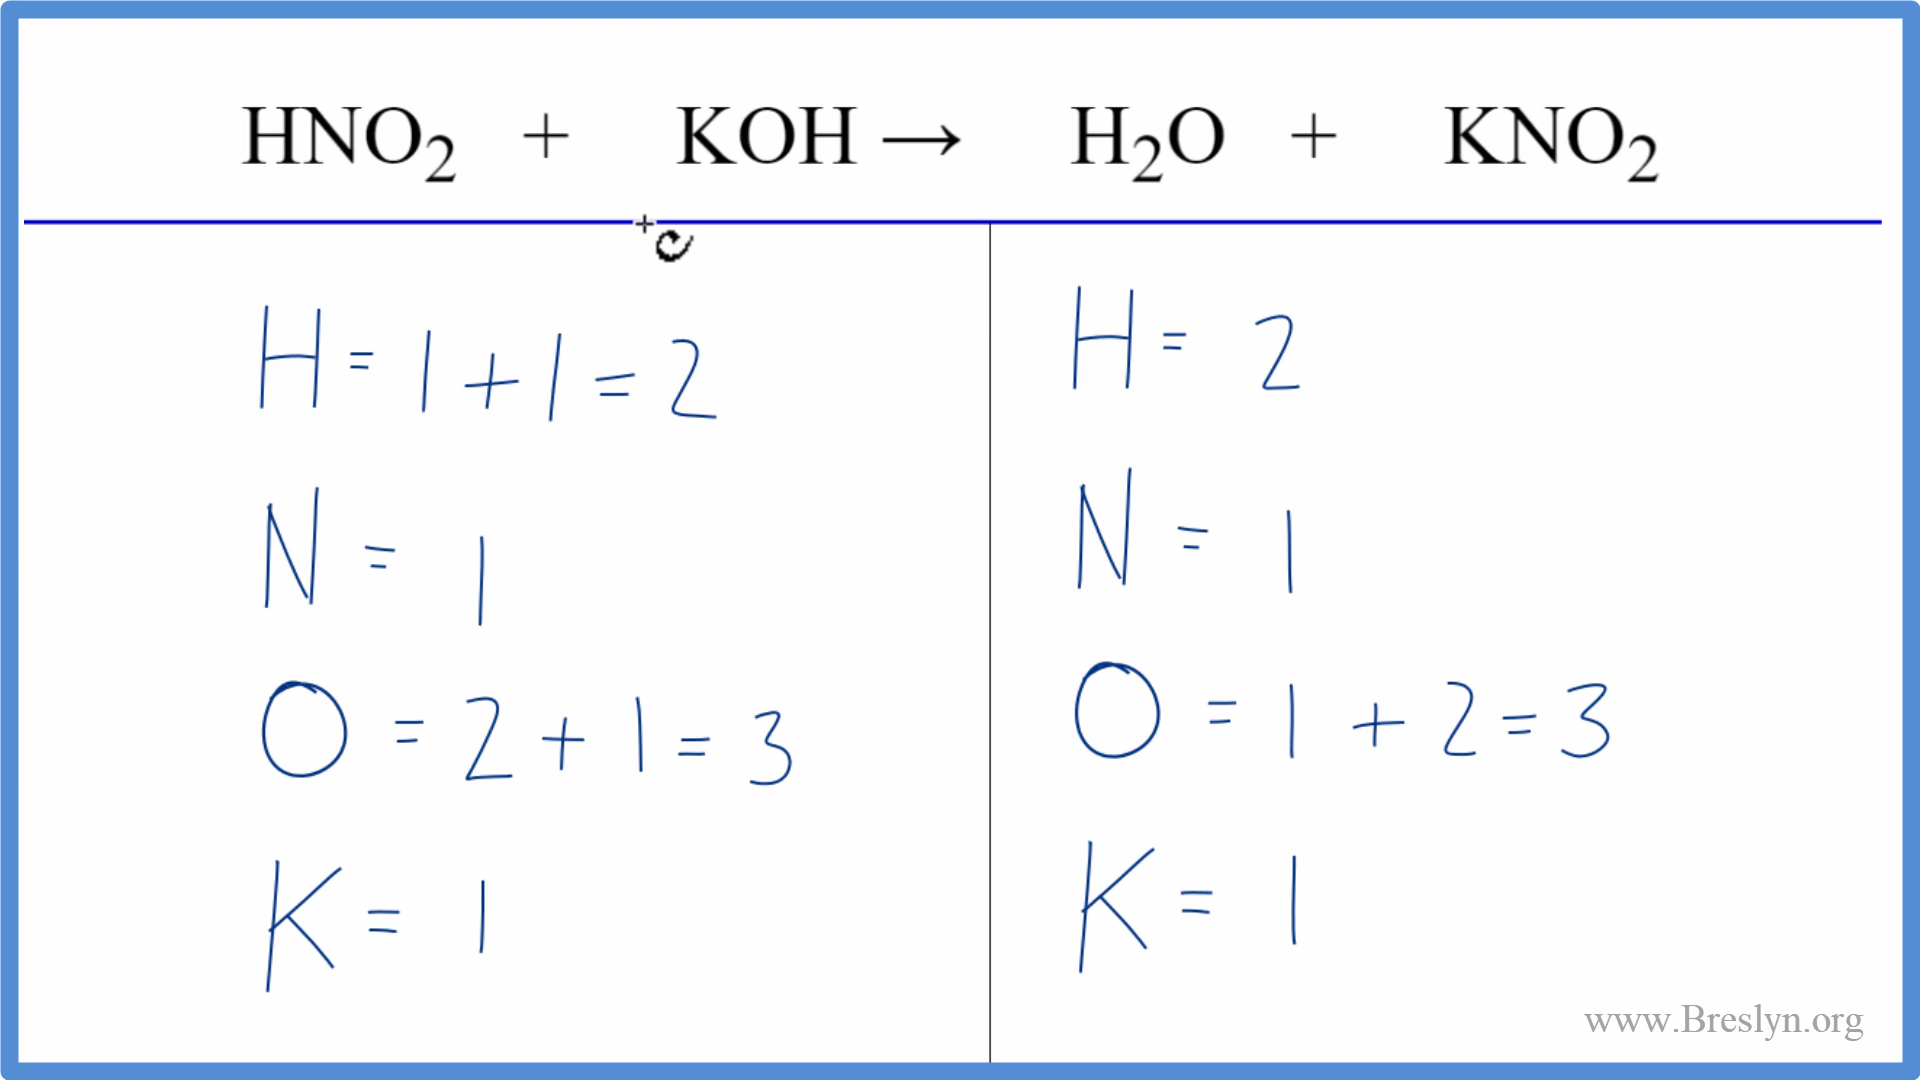 HNO₂ + KOH → H₂O + KNO₂
H = 1 + 1 = 2
N = 1
O = 2 + 1 = 3
K = 1
H = 2
N = 1
O = 1 + 2 = 3
K = 1
www.Breslyn.org